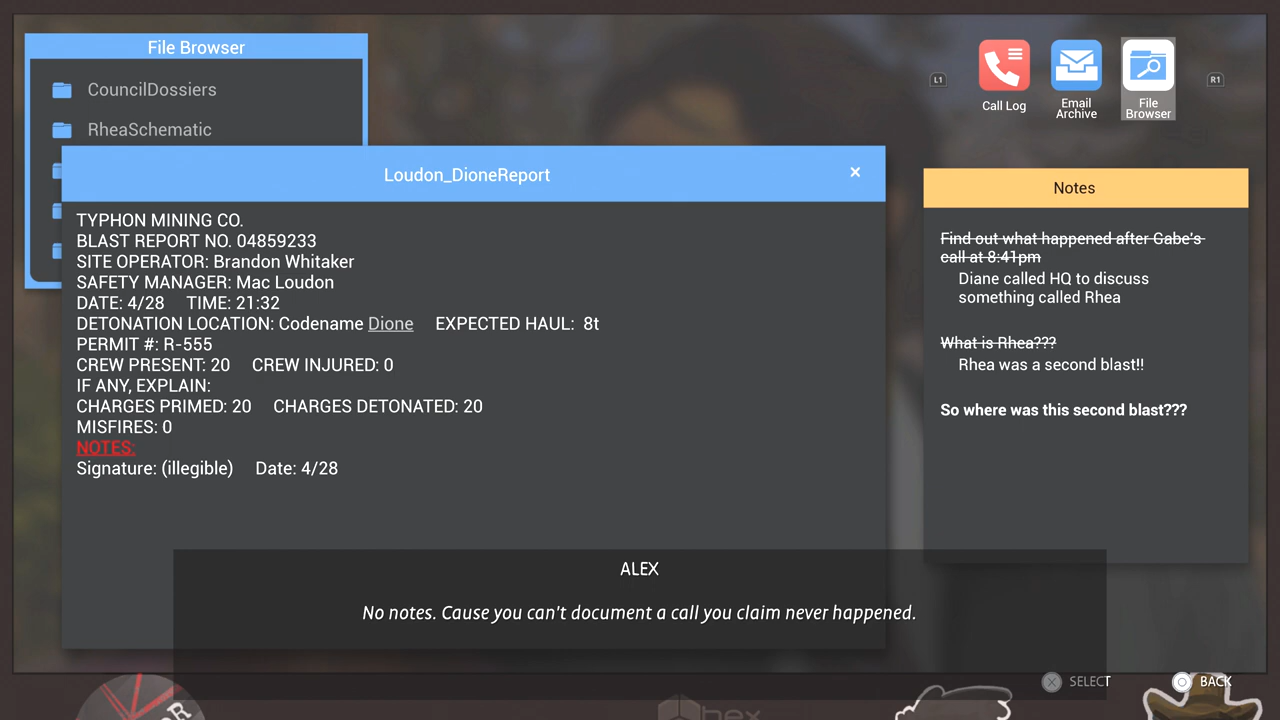 File Browser
CouncilDossiers
RheaSchematic
L1
Call Log
Email
Archive
File
Browser
R1
Loudon_DioneReport
×
TYPHON MINING CO.
BLAST REPORT NO. 04859233
SITE OPERATOR: Brandon Whitaker
SAFETY MANAGER: Mac Loudon
DATE: 4/28 TIME: 21:32
DETONATION LOCATION: Codename Dione EXPECTED HAUL: 8t
PERMIT #: R-555
CREW PRESENT: 20 CREW INJURED: 0
IF ANY, EXPLAIN:
CHARGES PRIMED: 20 CHARGES DETONATED: 20
MISFIRES: 0
NOTES:
Signature: (illegible) Date: 4/28
Notes
Find out what happened after Gabe's
call at 8:41pm
Diane called HQ to discuss
something called Rhea
What is Rhea???
Rhea was a second blast!!
So where was this second blast???
ALEX
No notes. Cause you can't document a call you claim never happened.
SELECT
BACK
hex